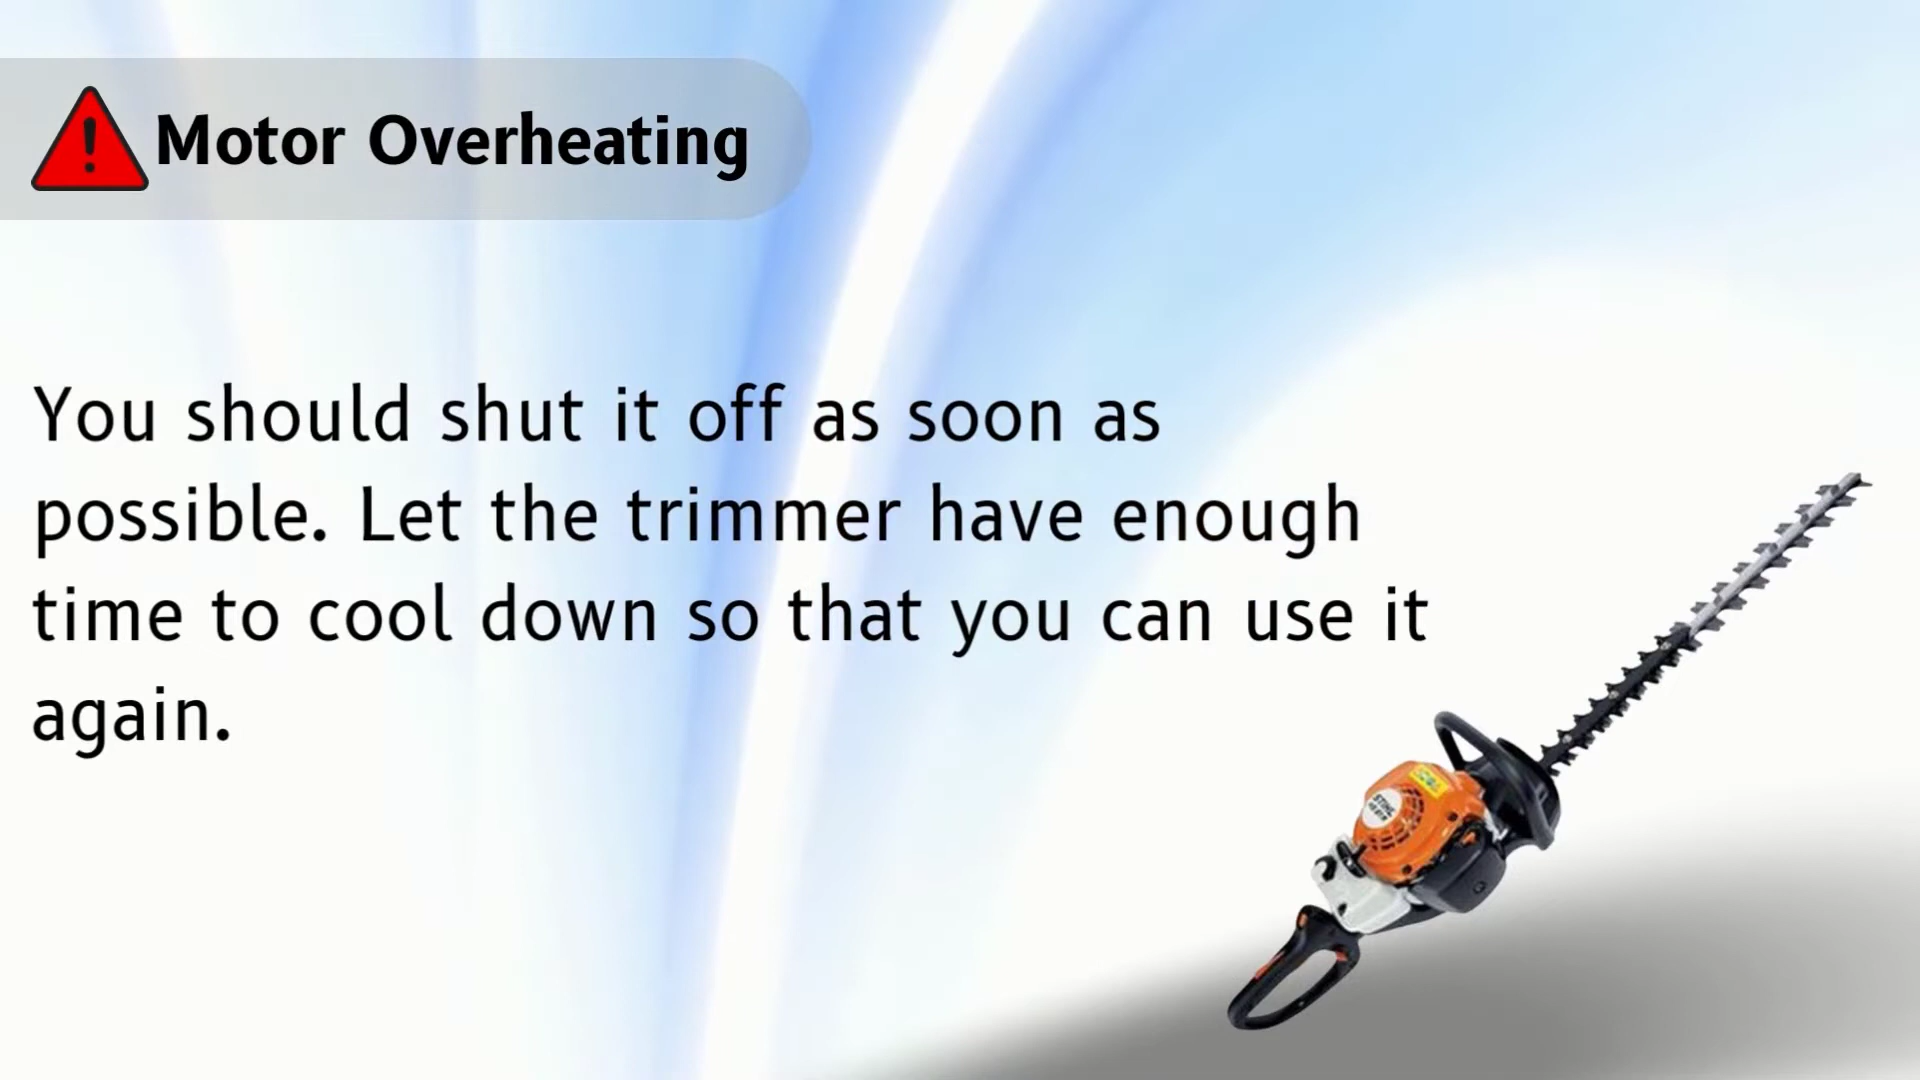 Motor Overheating
You should shut it off as soon as
possible. Let the trimmer have enough
time to cool down so that you can use it
again.
STIHL